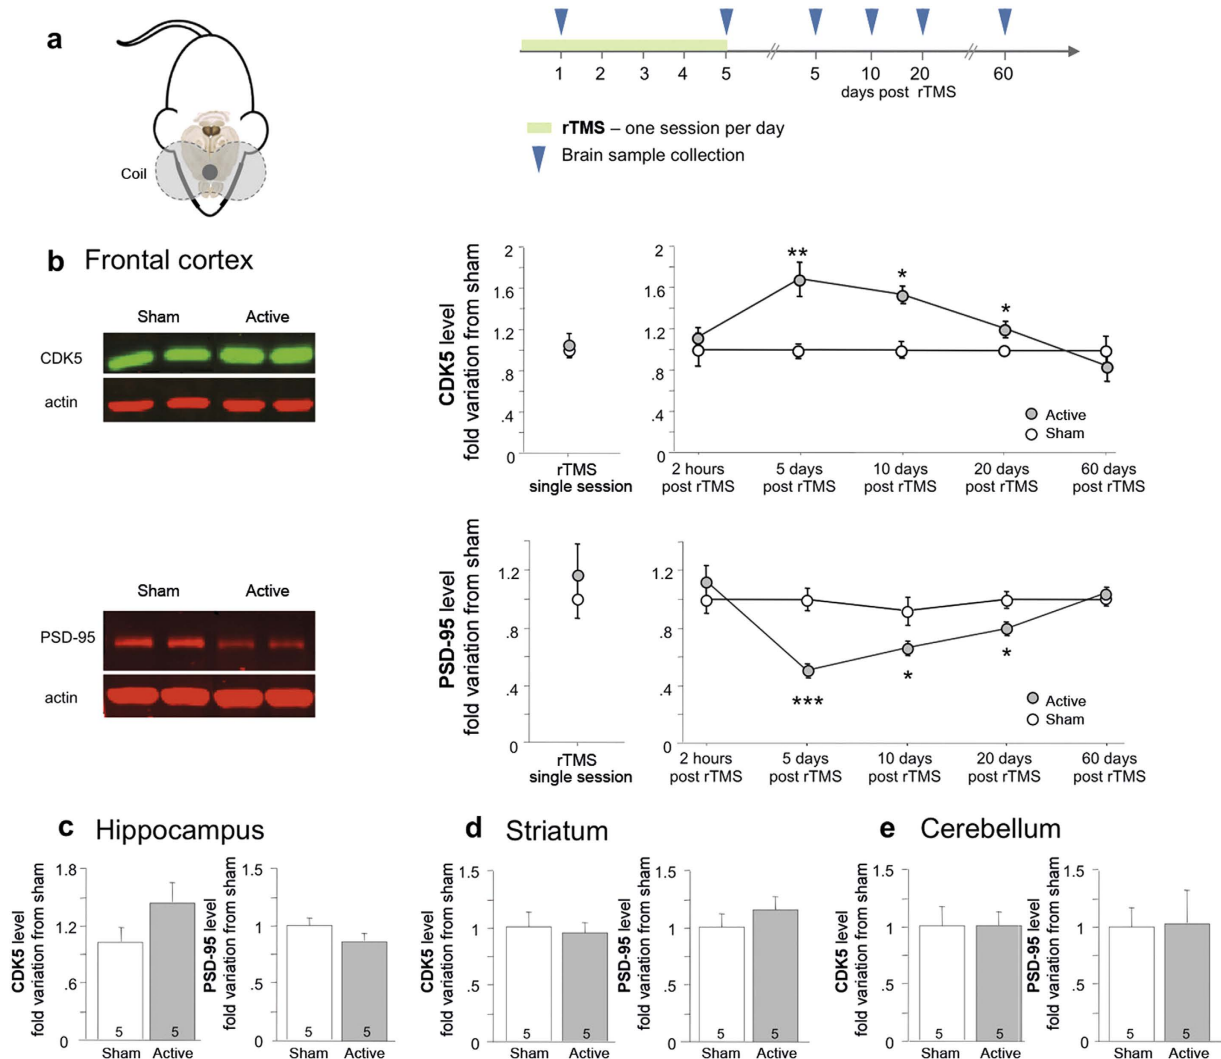 a
Coil
1 2 3 4 5 5 10 20 60
days post rTMS
rTMS – one session per day
Brain sample collection
b Frontal cortex
Sham Active
CDK5
actin
CDK5 level
fold variation from sham
2
1.6
1.2
.8
.4
0
rTMS
single session
2
1.6
1.2
.8
.4
0
**
*
*
Active
Sham
2 hours 5 days 10 days 20 days 60 days
post rTMS post rTMS post rTMS post rTMS post rTMS
Sham Active
PSD-95
actin
PSD-95 level
fold variation from sham
1.2
.8
.4
0
rTMS
single session
1.2
.8
.4
0
***
*
*
Active
Sham
2 hours 5 days 10 days 20 days 60 days
post rTMS post rTMS post rTMS post rTMS post rTMS
c Hippocampus
CDK5 level
fold variation from sham
1.8
1.2
.6
0
5 5
Sham Active
PSD-95 level
fold variation from sham
1.5
1
.5
0
5 5
Sham Active
d Striatum
CDK5 level
fold variation from sham
1.5
1
.5
0
5 5
Sham Active
PSD-95 level
fold variation from sham
1.5
1
.5
0
5 5
Sham Active
e Cerebellum
CDK5 level
fold variation from sham
1.5
1
.5
0
5 5
Sham Active
PSD-95 level
fold variation from sham
1.5
1
.5
0
5 5
Sham Active